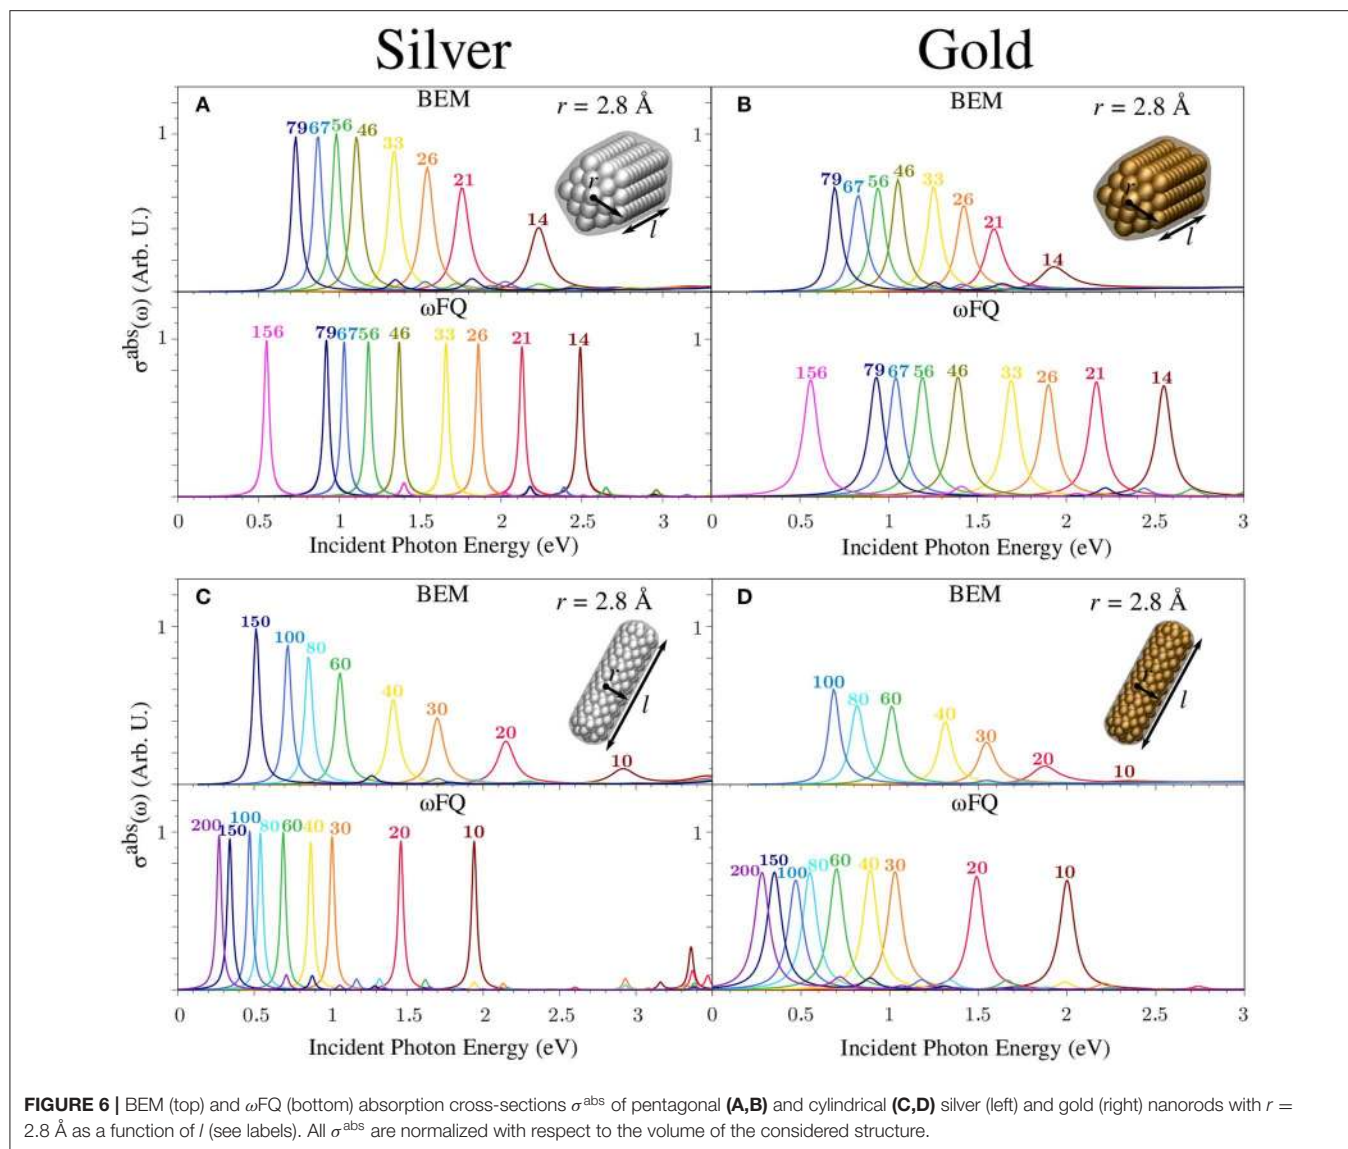 Silver
Gold
A
BEM
r = 2.8 Å
1
79 67 56 46 33 26 21 14
r
l
B
BEM
r = 2.8 Å
1
79 67 56 46 33 26 21 14
r
l
σabs(ω) (Arb. U.)
ωFQ
1
156 79 67 56 46 33 26 21 14
0 0.5 1 1.5 2 2.5 3
Incident Photon Energy (eV)
ωFQ
1
156 79 67 56 46 33 26 21 14
0.5 1 1.5 2 2.5 3
Incident Photon Energy (eV)
C
BEM
r = 2.8 Å
1
150 100 80 60 40 30 20 10
r
l
D
BEM
r = 2.8 Å
1
100 80 60 40 30 20 10
r
l
σabs(ω) (Arb. U.)
ωFQ
1
200 150 100 80 60 40 30 20 10
0 0.5 1 1.5 2 2.5 3
Incident Photon Energy (eV)
ωFQ
1
200 150 100 80 60 40 30 20 10
0 0.5 1 1.5 2 2.5 3
Incident Photon Energy (eV)
FIGURE 6 | BEM (top) and ωFQ (bottom) absorption cross-sections σabs of pentagonal (A,B) and cylindrical (C,D) silver (left) and gold (right) nanorods with r =
2.8 Å as a function of l (see labels). All σabs are normalized with respect to the volume of the considered structure.